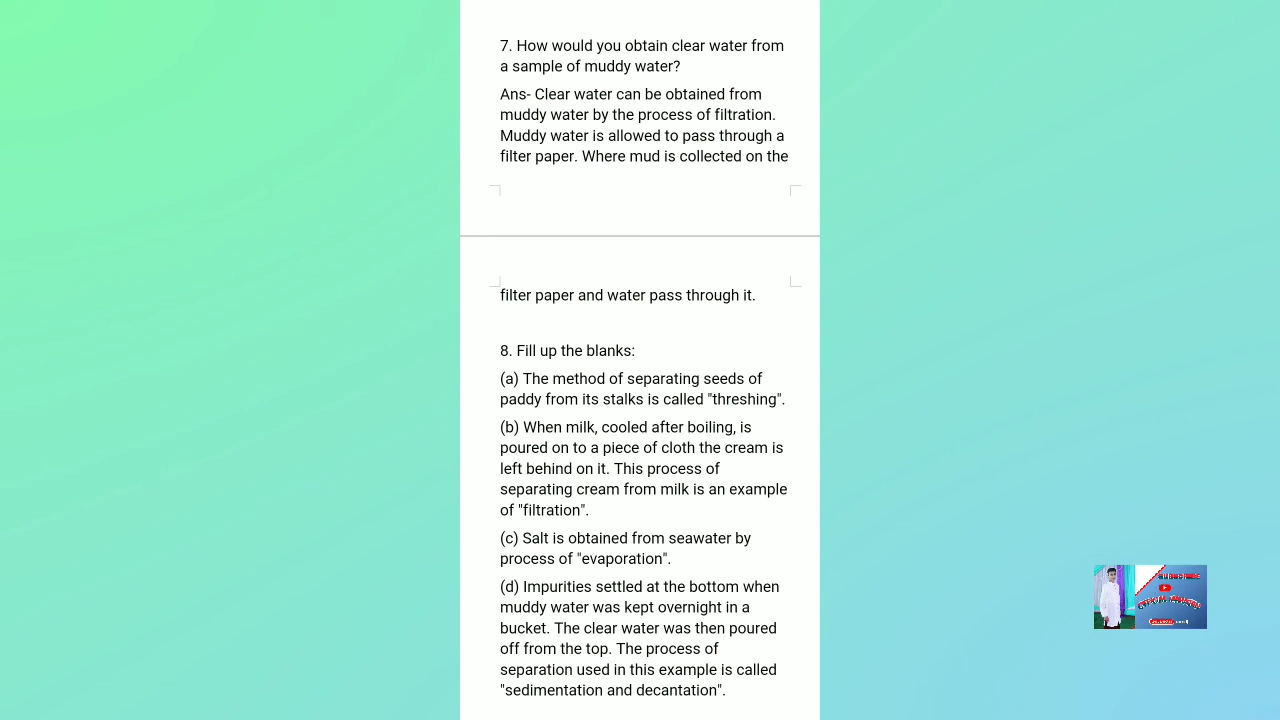 7. How would you obtain clear water from
a sample of muddy water?
Ans- Clear water can be obtained from
muddy water by the process of filtration.
Muddy water is allowed to pass through a
filter paper. Where mud is collected on the
filter paper and water pass through it.
8. Fill up the blanks:
(a) The method of separating seeds of
paddy from its stalks is called "threshing".
(b) When milk, cooled after boiling, is
poured on to a piece of cloth the cream is
left behind on it. This process of
separating cream from milk is an example
of "filtration".
(c) Salt is obtained from seawater by
process of "evaporation".
(d) Impurities settled at the bottom when
muddy water was kept overnight in a
bucket. The clear water was then poured
off from the top. The process of
separation used in this example is called
"sedimentation and decantation".